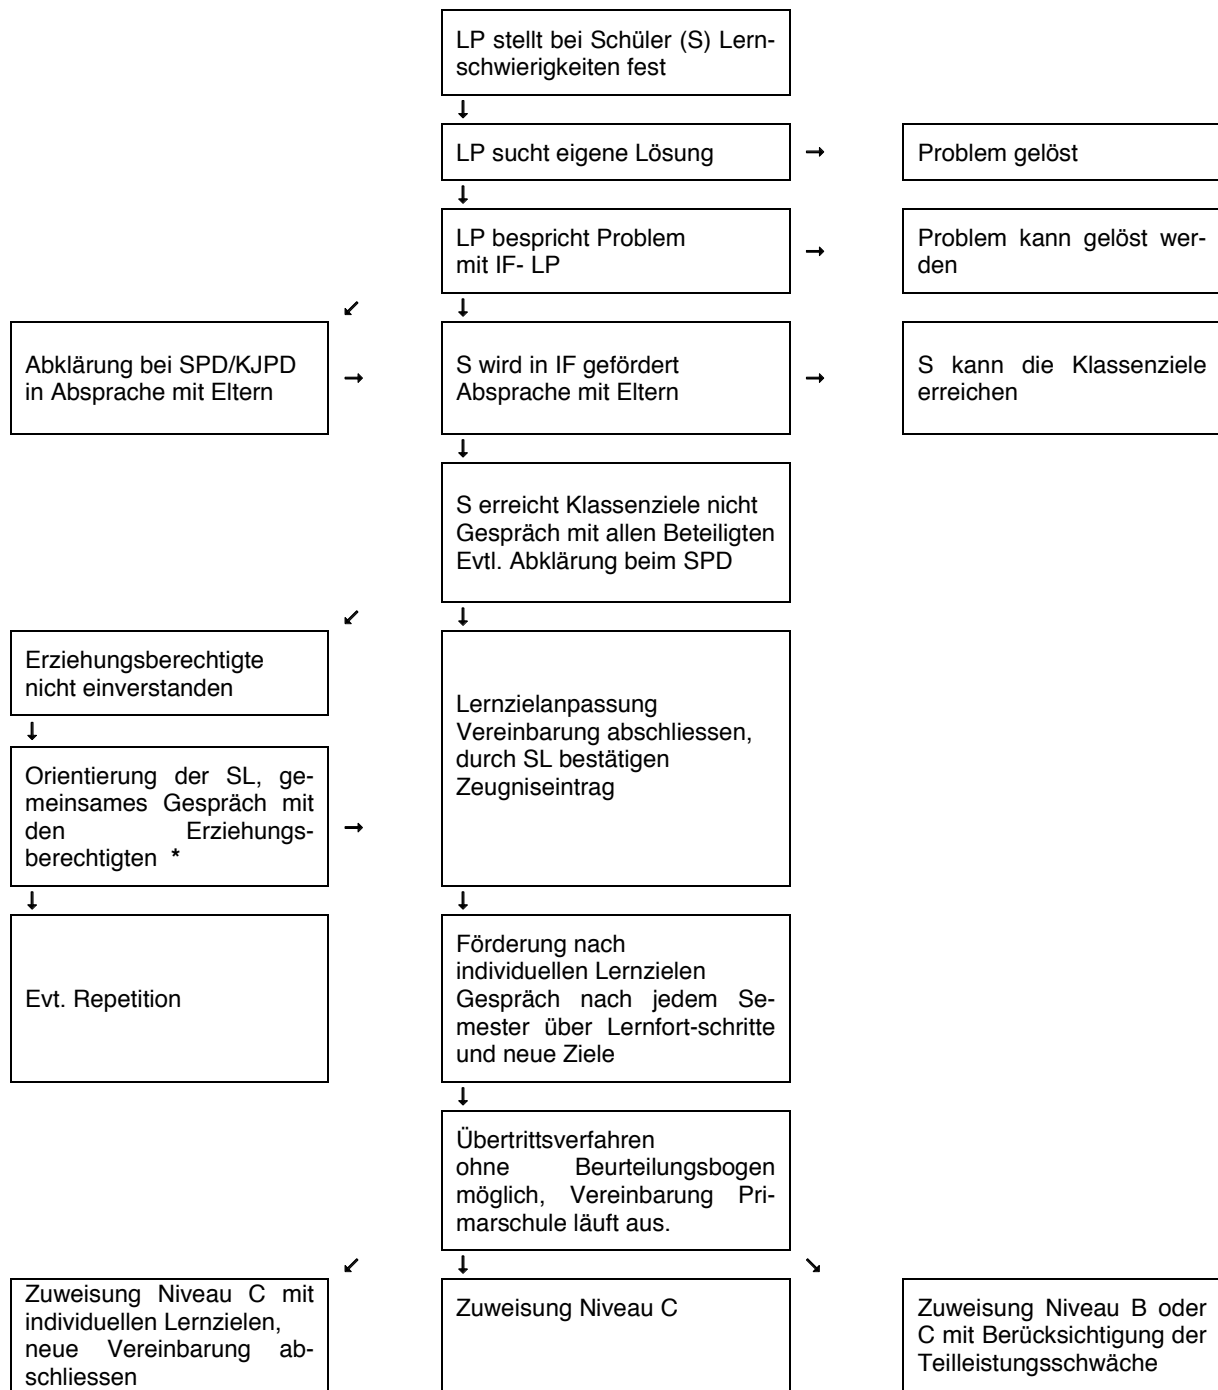 LP stellt bei Schüler (S) Lern-
schwierigkeiten fest
LP sucht eigene Lösung
Problem gelöst
LP bespricht Problem
mit IF- LP
Problem kann gelöst wer-
den
Abklärung bei SPD/KJPD
in Absprache mit Eltern
S wird in IF gefördert
Absprache mit Eltern
S kann die Klassenziele
erreichen
S erreicht Klassenziele nicht
Gespräch mit allen Beteiligten
Evtl. Abklärung beim SPD
Erziehungsberechtigte
nicht einverstanden
Lernzielanpassung
Vereinbarung abschliessen,
durch SL bestätigen
Zeugniseintrag
Orientierung der SL, ge-
meinsames Gespräch mit
den Erziehungs-
berechtigten *
Evt. Repetition
Förderung nach
individuellen Lernzielen
Gespräch nach jedem Se-
mester über Lernfort-schritte
und neue Ziele
Übertrittsverfahren
ohne Beurteilungsbogen
möglich, Vereinbarung Pri-
marschule läuft aus.
Zuweisung Niveau C mit
individuellen Lernzielen,
neue Vereinbarung ab-
schliessen
Zuweisung Niveau C
Zuweisung Niveau B oder
C mit Berücksichtigung der
Teilleistungsschwäche